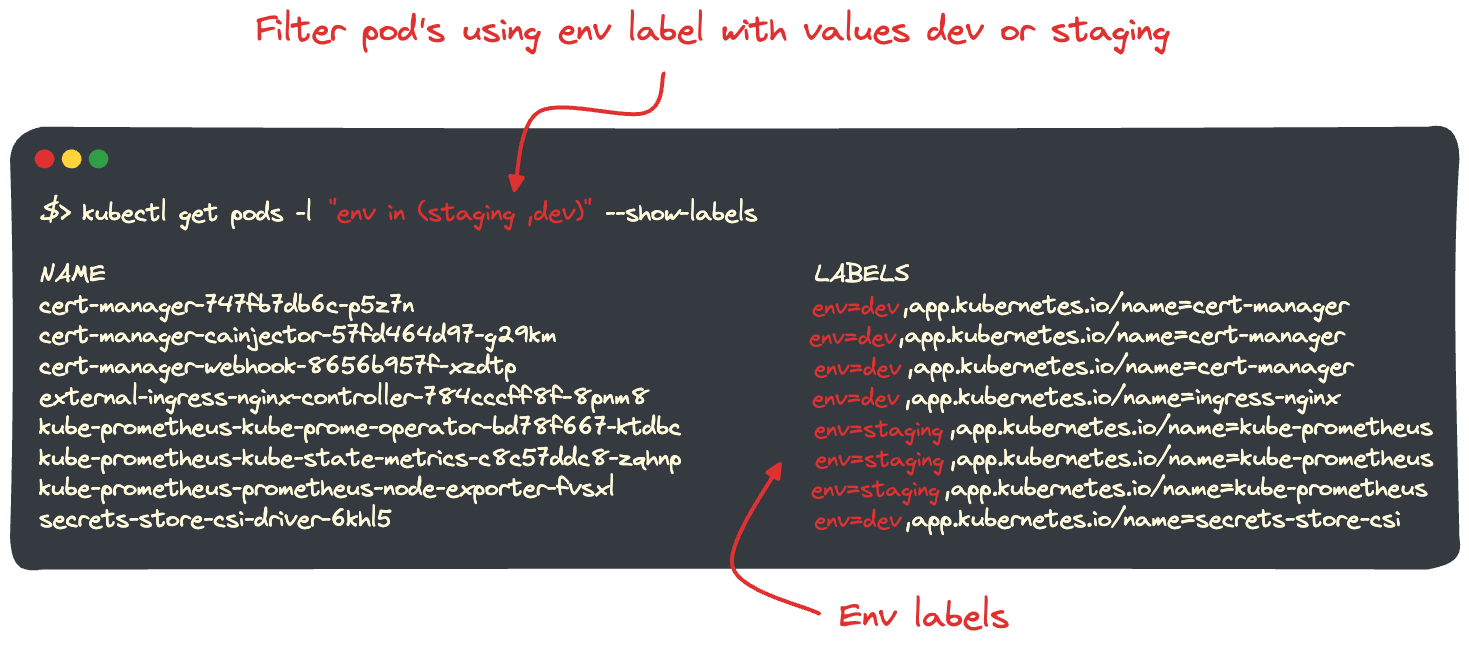 Filter pod's using env label with values dev or staging
$> kubectl get pods -l "env in (staging ,dev)" --show-labels
NAME LABELS
cert-manager-747fb7db6c-p5z7n env=dev,app.kubernetes.io/name=cert-manager
cert-manager-cainjector-57fd464d97-g29km env=dev,app.kubernetes.io/name=cert-manager
cert-manager-webhook-8656b957f-xzdtp env=dev ,app.kubernetes.io/name=cert-manager
external-ingress-nginx-controller-784cccff8f-8pnm8 env=dev ,app.kubernetes.io/name=ingress-nginx
kube-prometheus-kube-prome-operator-bd78f667-ktdbc env=staging ,app.kubernetes.io/name=kube-prometheus
kube-prometheus-kube-state-metrics-c8c57ddc8-zqhnp env=staging ,app.kubernetes.io/name=kube-prometheus
kube-prometheus-prometheus-node-exporter-fvsxl env=staging ,app.kubernetes.io/name=kube-prometheus
secrets-store-csi-driver-6khl5 env=dev ,app.kubernetes.io/name=secrets-store-csi
Env labels